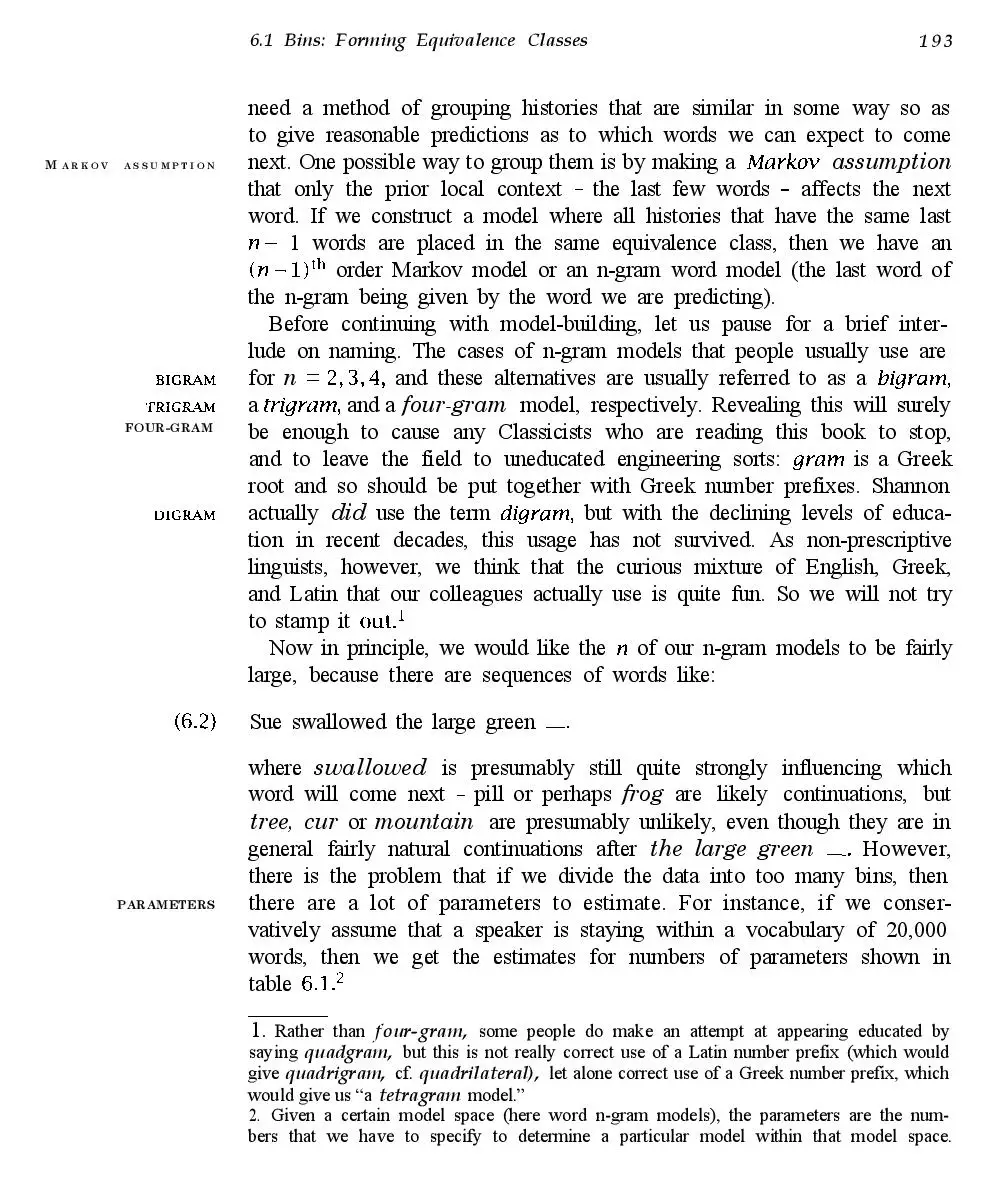 6.1 Bins: Forming Equivalence Classes 193
need a method of grouping histories that are similar in some way so as
to give reasonable predictions as to which words we can expect to come
MARKOV ASSUMPTION next. One possible way to group them is by making a Markov assumption
that only the prior local context – the last few words – affects the next
word. If we construct a model where all histories that have the same last
n – 1 words are placed in the same equivalence class, then we have an
(n – 1)th order Markov model or an n-gram word model (the last word of
the n-gram being given by the word we are predicting).
Before continuing with model-building, let us pause for a brief inter-
lude on naming. The cases of n-gram models that people usually use are
BIGRAM for n = 2,3,4, and these alternatives are usually referred to as a bigram,
TRIGRAM a trigram, and a four-gram model, respectively. Revealing this will surely
FOUR-GRAM be enough to cause any Classicists who are reading this book to stop,
and to leave the field to uneducated engineering sorts: gram is a Greek
root and so should be put together with Greek number prefixes. Shannon
DIGRAM actually did use the term digram, but with the declining levels of educa-
tion in recent decades, this usage has not survived. As non-prescriptive
linguists, however, we think that the curious mixture of English, Greek,
and Latin that our colleagues actually use is quite fun. So we will not try
to stamp it out.1
Now in principle, we would like the n of our n-gram models to be fairly
large, because there are sequences of words like:
(6.2) Sue swallowed the large green __.
where swallowed is presumably still quite strongly influencing which
word will come next – pill or perhaps frog are likely continuations, but
tree, cur or mountain are presumably unlikely, even though they are in
general fairly natural continuations after the large green __. However,
there is the problem that if we divide the data into too many bins, then
PARAMETERS there are a lot of parameters to estimate. For instance, if we conser-
vatively assume that a speaker is staying within a vocabulary of 20,000
words, then we get the estimates for numbers of parameters shown in
table 6.1.2
1. Rather than four-gram, some people do make an attempt at appearing educated by
saying quadgram, but this is not really correct use of a Latin number prefix (which would
give quadrigram, cf. quadrilateral), let alone correct use of a Greek number prefix, which
would give us “a tetragram model.”
2. Given a certain model space (here word n-gram models), the parameters are the num-
bers that we have to specify to determine a particular model within that model space.